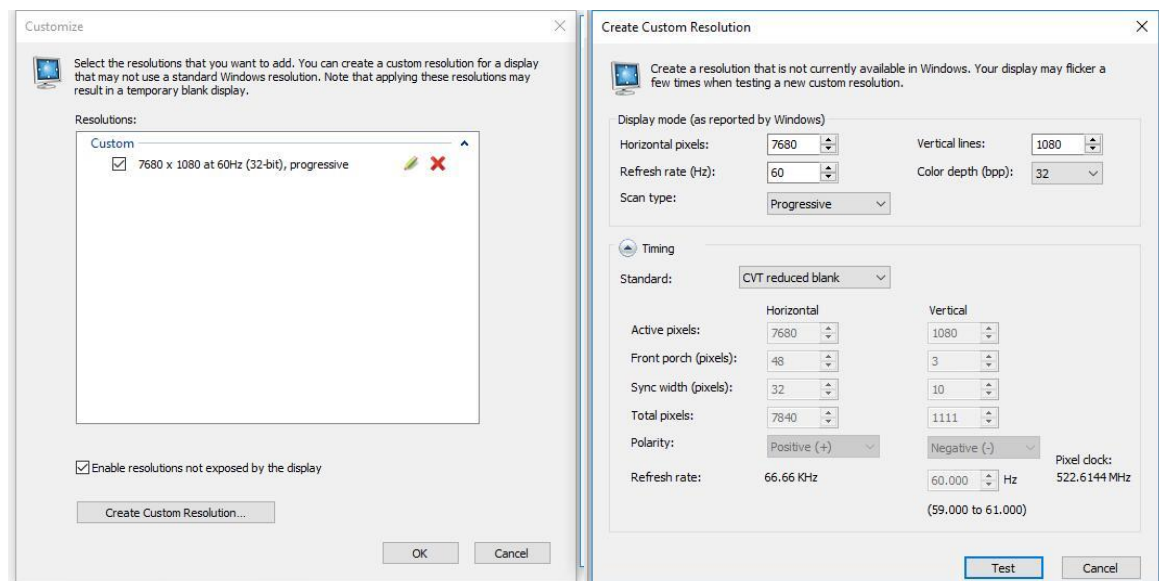 Customize
Select the resolutions that you want to add. You can create a custom resolution for a display
that may not use a standard Windows resolution. Note that applying these resolutions may
result in a temporary blank display.
Resolutions:
Custom
7680 x 1080 at 60Hz (32-bit), progressive
Enable resolutions not exposed by the display
Create Custom Resolution...
OK Cancel
Create Custom Resolution
Create a resolution that is not currently available in Windows. Your display may flicker a
few times when testing a new custom resolution.
Display mode (as reported by Windows)
Horizontal pixels: 7680 Vertical lines: 1080
Refresh rate (Hz): 60 Color depth (bpp): 32
Scan type: Progressive
Timing
Standard: CVT reduced blank
Horizontal Vertical
Active pixels: 7680 1080
Front porch (pixels): 48 3
Sync width (pixels): 32 10
Total pixels: 7840 1111
Polarity: Positive (+) Negative (-)
Pixel clock:
Refresh rate: 66.66 KHz 60.000 Hz 522.6144 MHz
(59.000 to 61.000)
Test Cancel